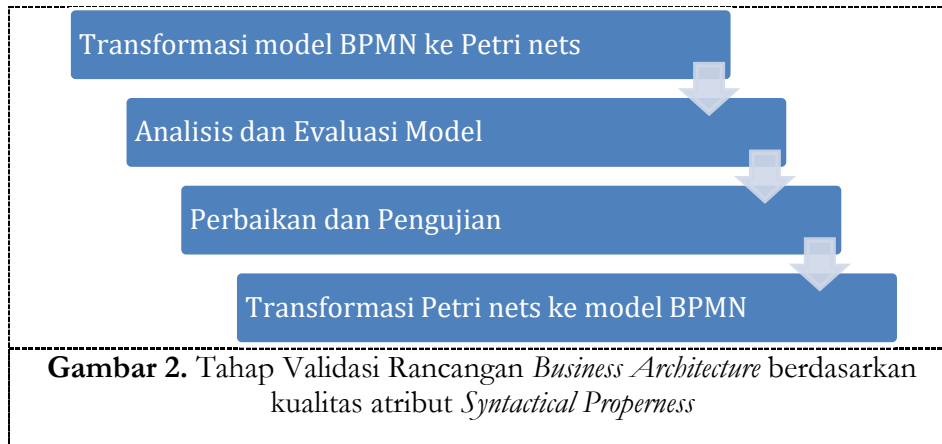 Transformasi model BPMN ke Petri nets
Analisis dan Evaluasi Model
Perbaikan dan Pengujian
Transformasi Petri nets ke model BPMN
Gambar 2. Tahap Validasi Rancangan Business Architecture berdasarkan
kualitas atribut Syntactical Properness